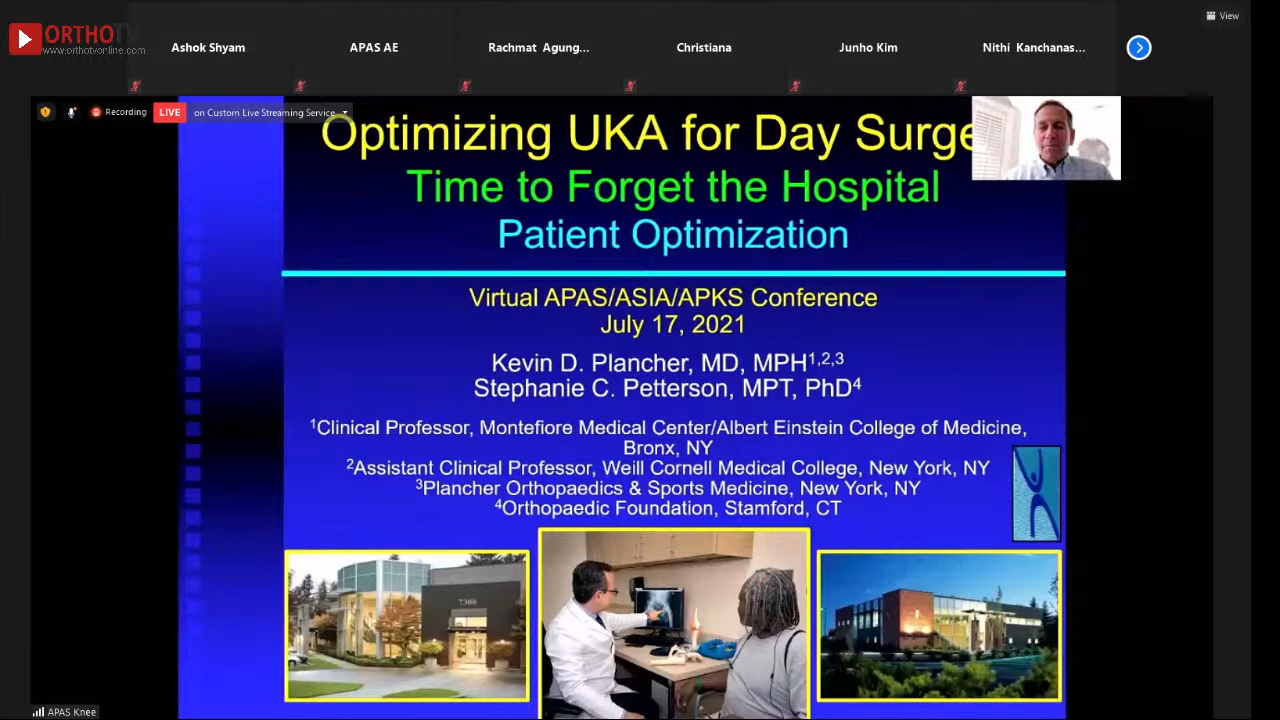 ORTHOTV
www.orthotvonline.com
View
Ashok Shyam
APAS AE
Rachmat Agung...
Christiana
Junho Kim
Nithi Kanchanas...
Recording
LIVE
on Custom Live Streaming Service
Optimizing UKA for Day Surge
Time to Forget the Hospital
Patient Optimization
Virtual APAS/ASIA/APKS Conference
July 17, 2021
Kevin D. Plancher, MD, MPH1,2,3
Stephanie C. Petterson, MPT, PhD4
1Clinical Professor, Montefiore Medical Center/Albert Einstein College of Medicine,
Bronx, NY
2Assistant Clinical Professor, Weill Cornell Medical College, New York, NY
3Plancher Orthopaedics & Sports Medicine, New York, NY
4Orthopaedic Foundation, Stamford, CT
7388
APAS Knee